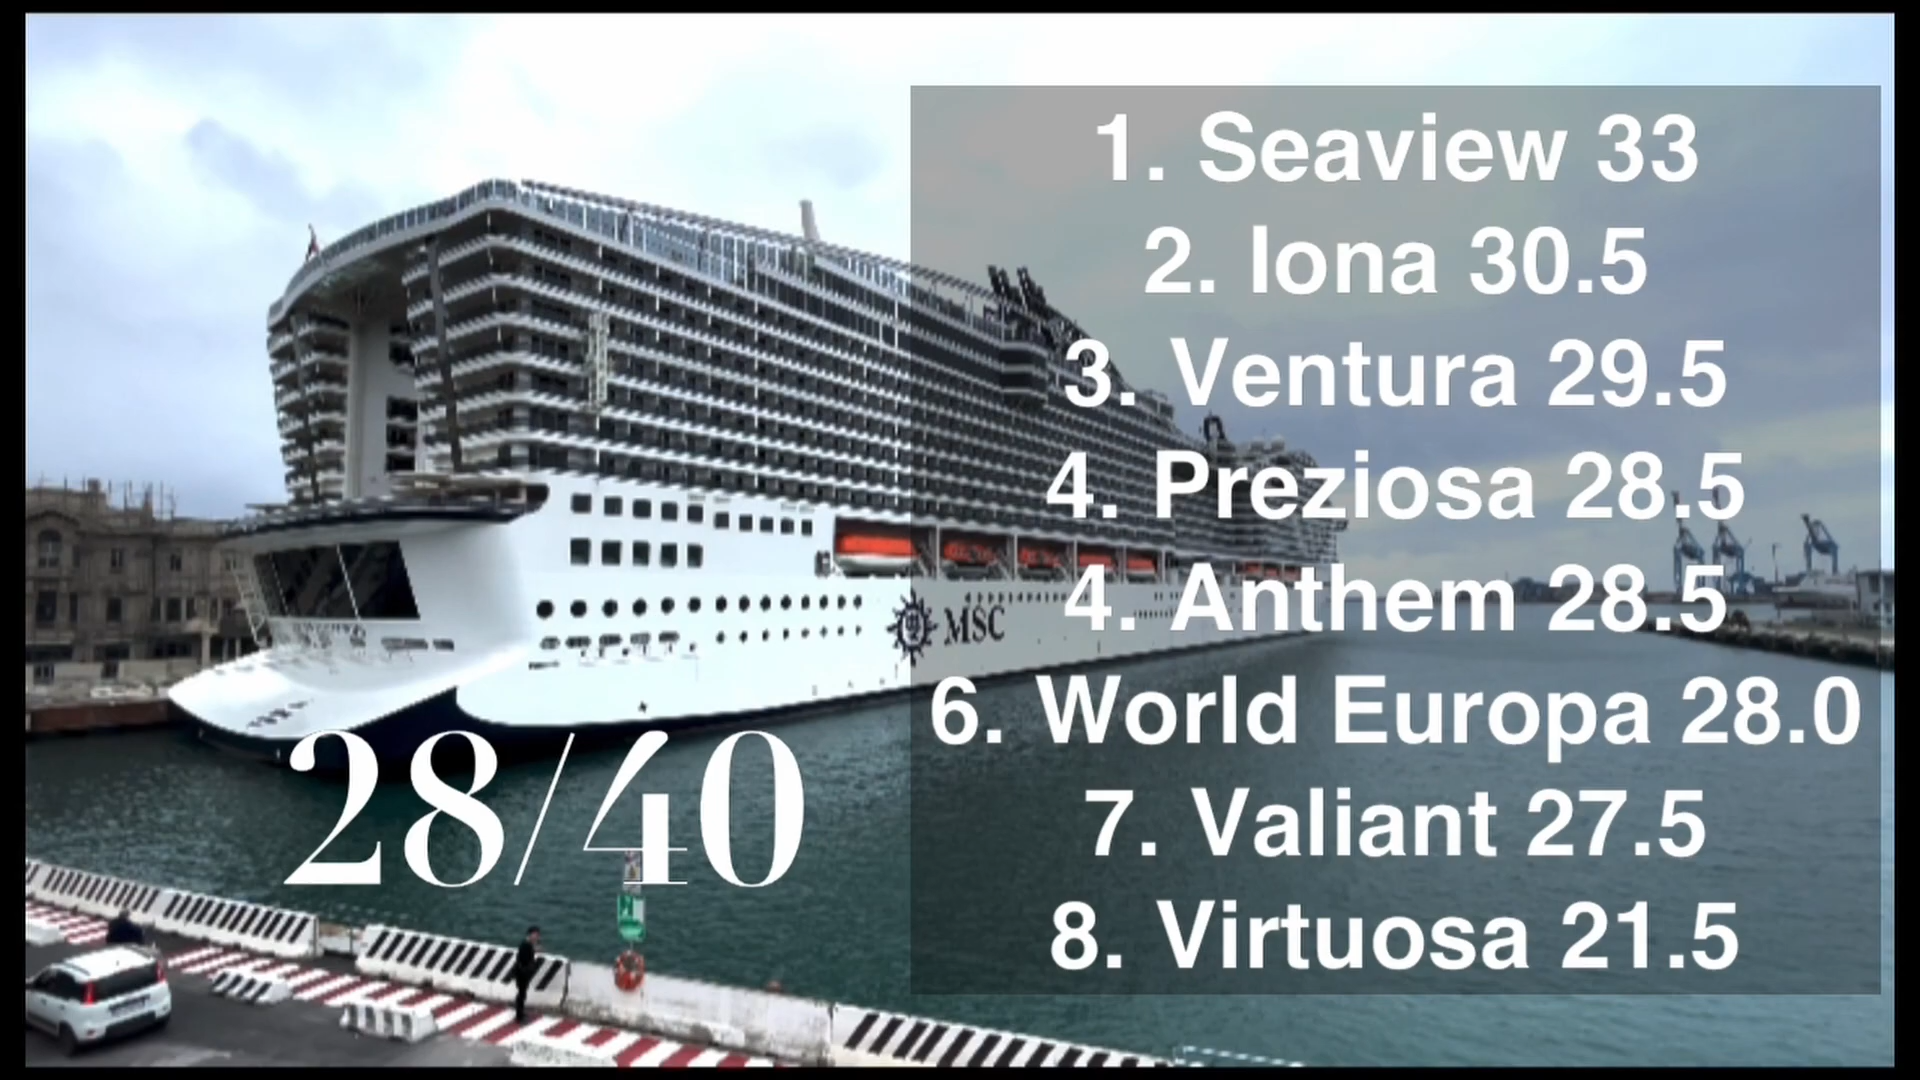 1. Seaview 33
2. Iona 30.5
3. Ventura 29.5
4. Preziosa 28.5
4. Anthem 28.5
6. World Europa 28.0
7. Valiant 27.5
8. Virtuosa 21.5
MSC
28/40